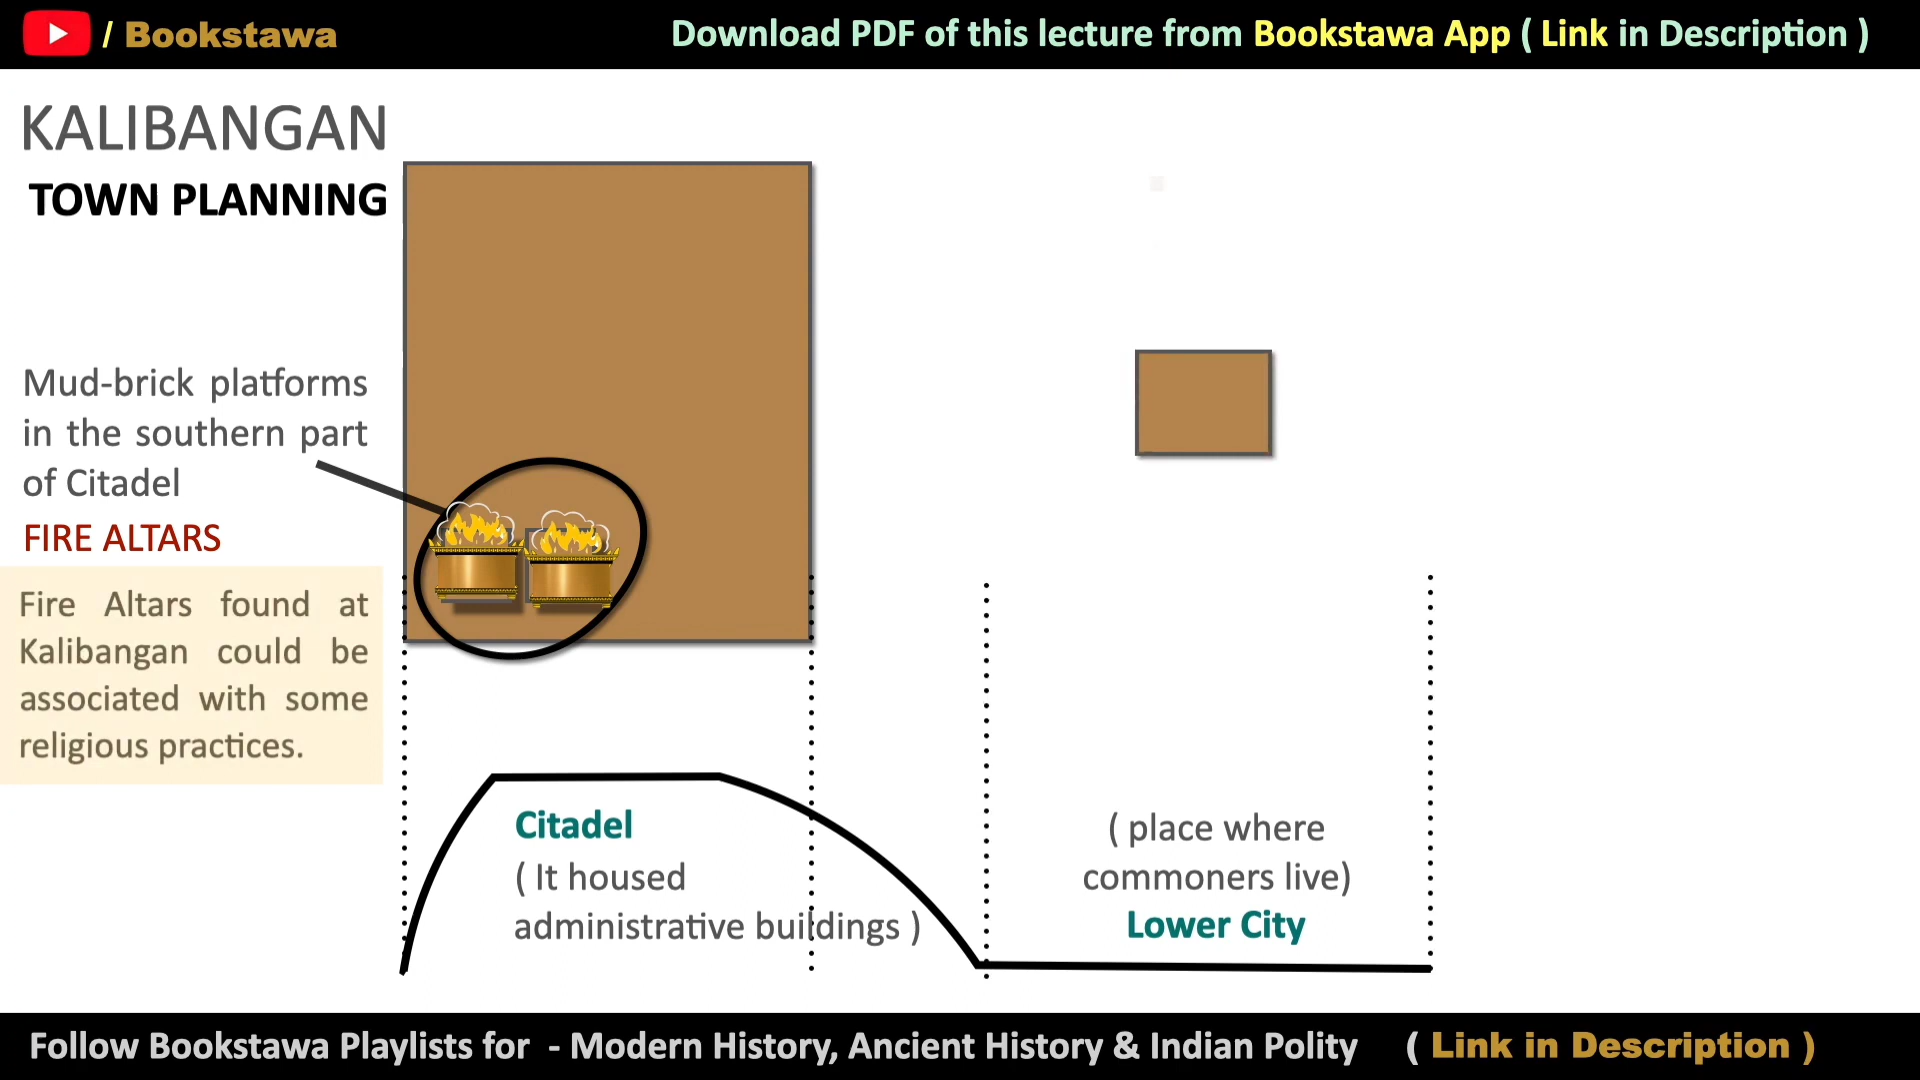 / Bookstawa
Download PDF of this lecture from Bookstawa App ( Link in Description )
KALIBANGAN
TOWN PLANNING
Mud-brick platforms
in the southern part
of Citadel
FIRE ALTARS
Fire Altars found at
Kalibangan could be
associated with some
religious practices.
Citadel
( It housed
administrative buildings )
( place where
commoners live)
Lower City
Follow Bookstawa Playlists for - Modern History, Ancient History & Indian Polity ( Link in Description )